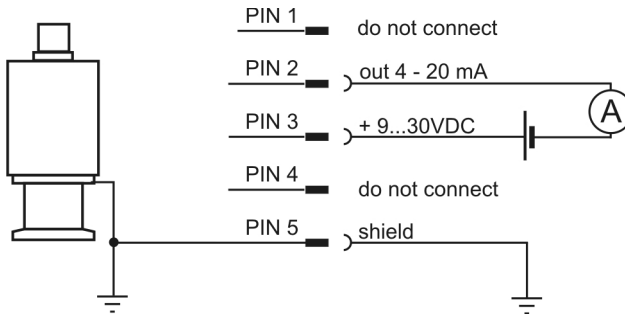 PIN 1 do not connect
PIN 2 out 4 - 20 mA
A
PIN 3 + 9...30VDC
PIN 4 do not connect
PIN 5 shield